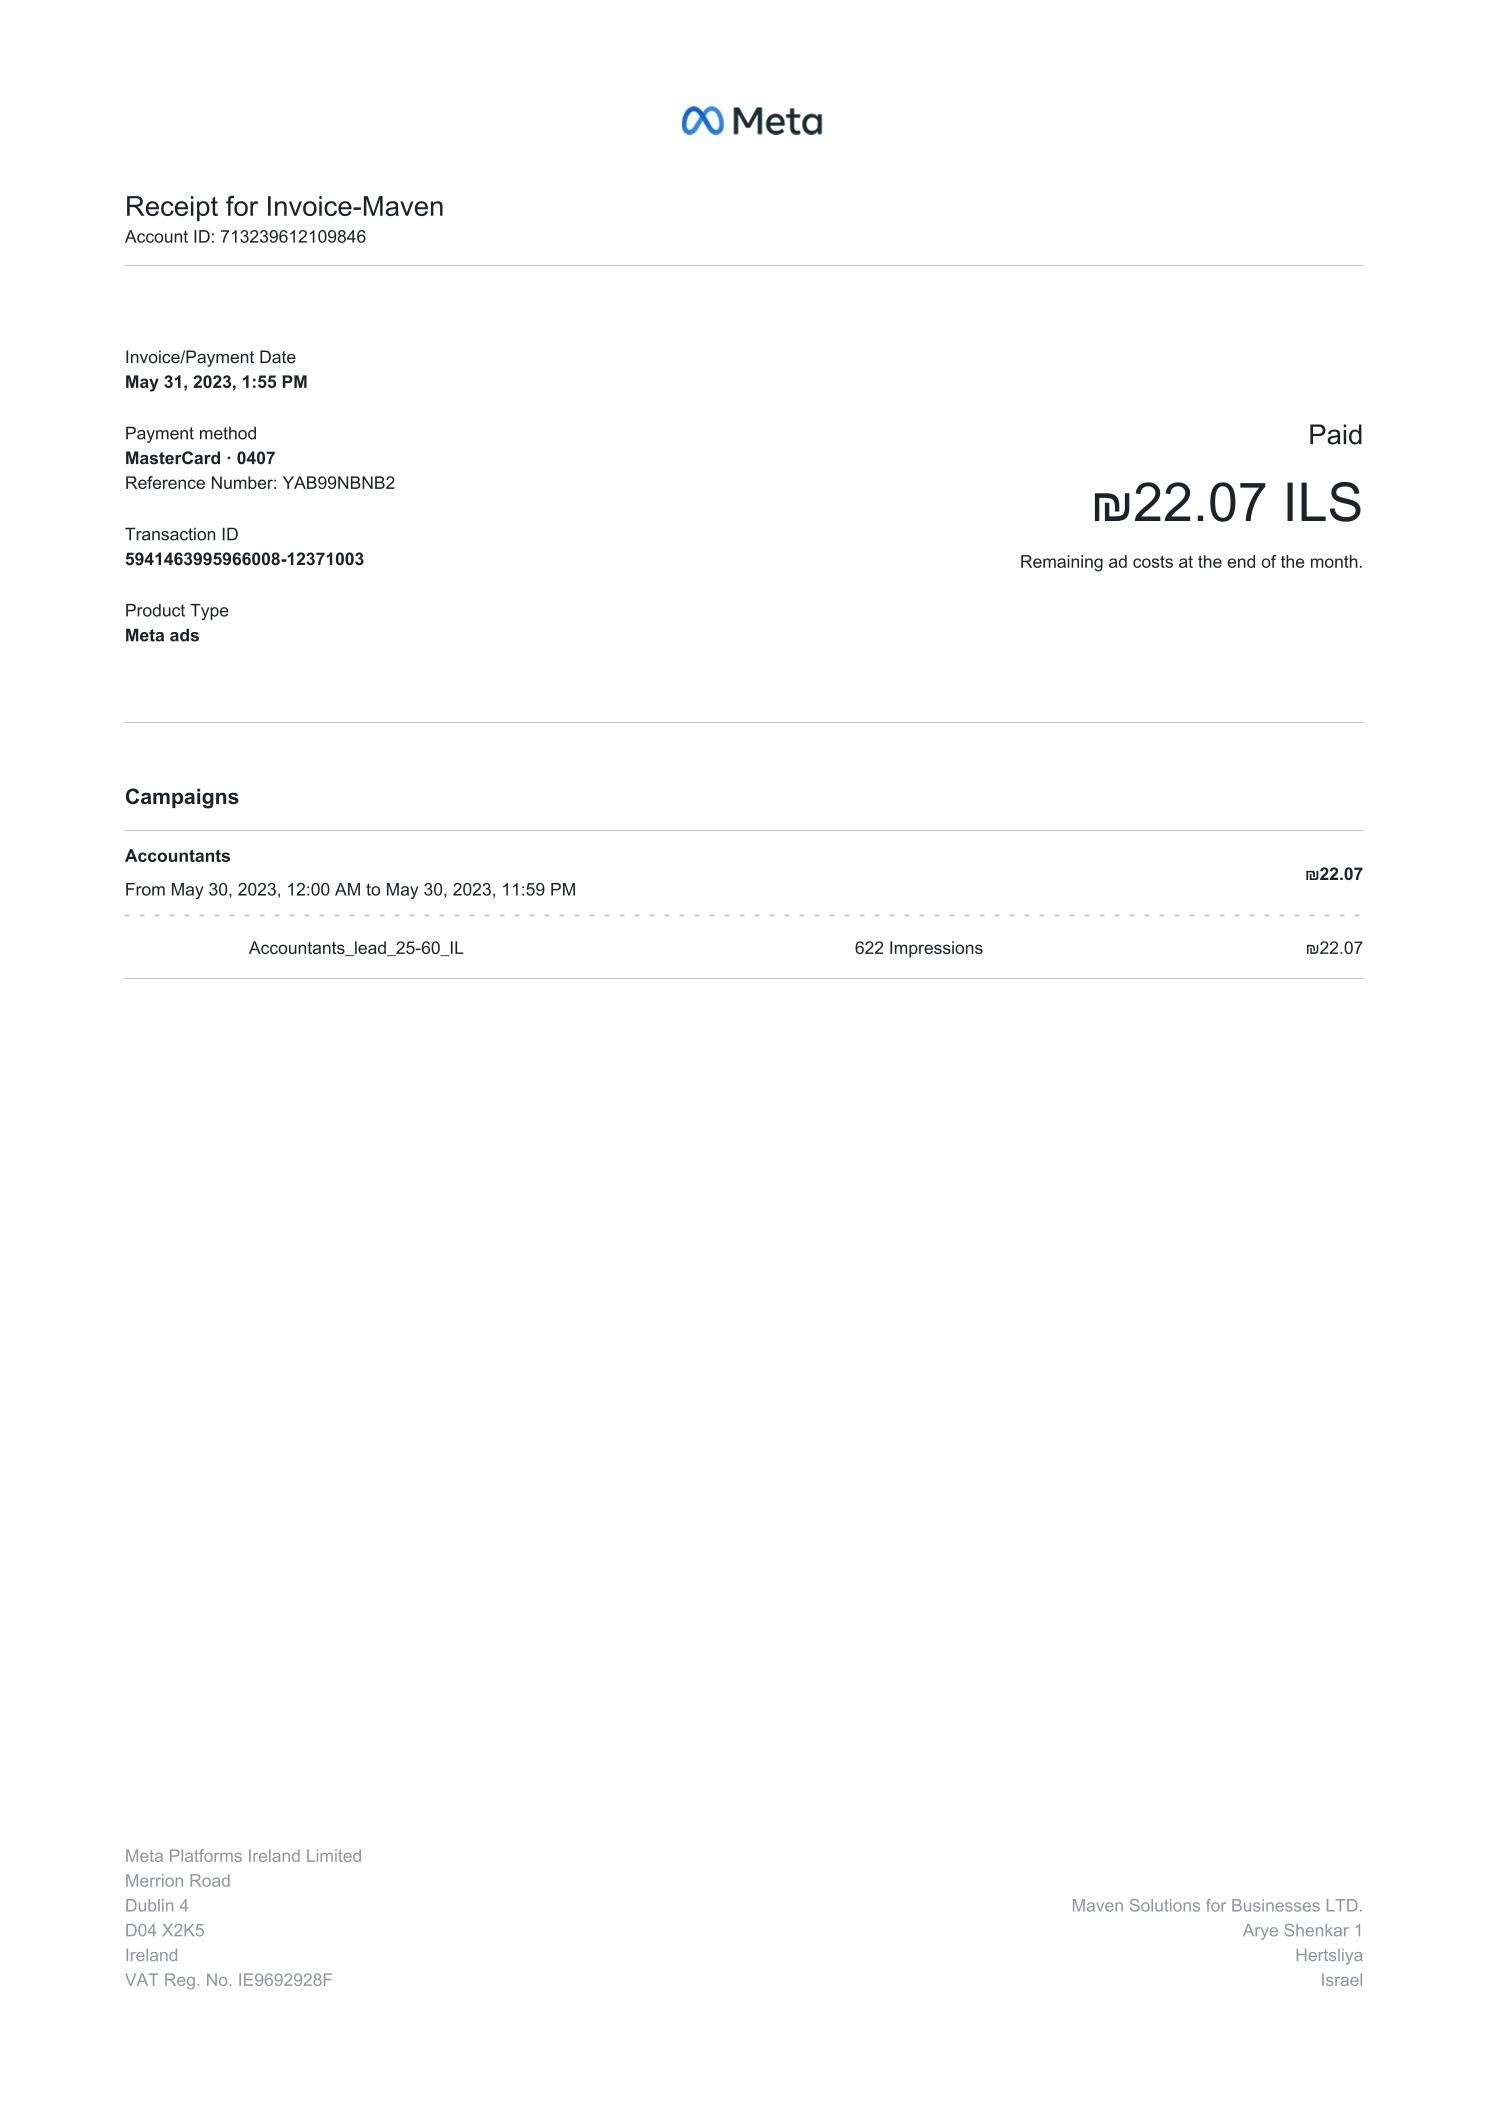 Meta
Receipt for Invoice-Maven
Account ID: 713239612109846
Invoice/Payment Date
May 31, 2023, 1:55 PM
Payment method
MasterCard · 0407
Reference Number: YAB99NBNB2
Transaction ID
5941463995966008-12371003
Product Type
Meta ads
Paid
₪22.07 ILS
Remaining ad costs at the end of the month.
Campaigns
Accountants
From May 30, 2023, 12:00 AM to May 30, 2023, 11:59 PM
₪22.07
Accountants_lead_25-60_IL 622 Impressions ₪22.07
Meta Platforms Ireland Limited
Merrion Road
Dublin 4
D04 X2K5
Ireland
VAT Reg. No. IE9692928F
Maven Solutions for Businesses LTD.
Arye Shenkar 1
Hertsliya
Israel